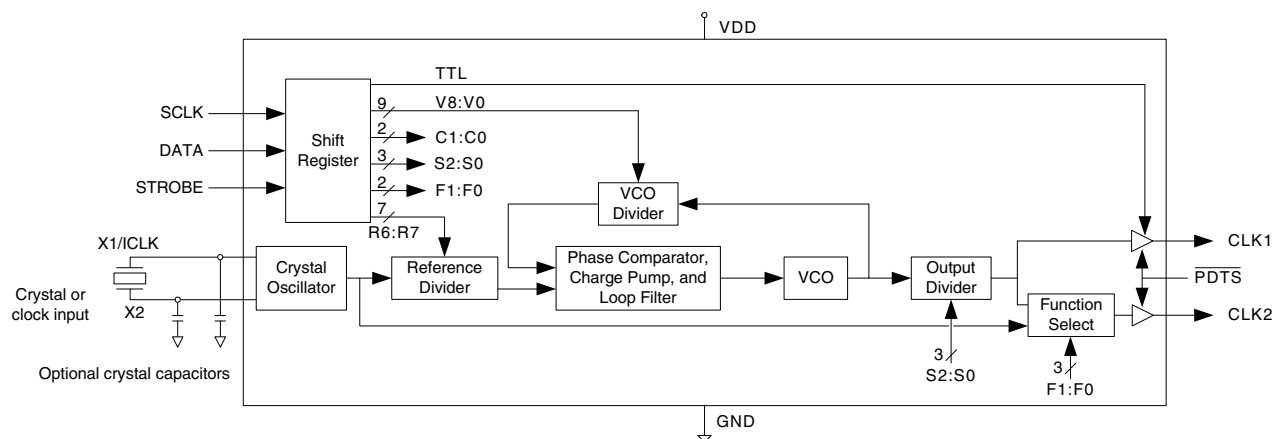 VDD
TTL
SCLK
DATA
STROBE
Shift
Register
9
V8:V0
2
C1:C0
3
S2:S0
2
F1:F0
7
R6:R7
VCO
Divider
X1/ICLK
X2
Crystal or
clock input
Optional crystal capacitors
Crystal
Oscillator
Reference
Divider
Phase Comparator,
Charge Pump, and
Loop Filter
VCO
Output
Divider
Function
Select
CLK1
PDTS
CLK2
3
S2:S0
3
F1:F0
GND